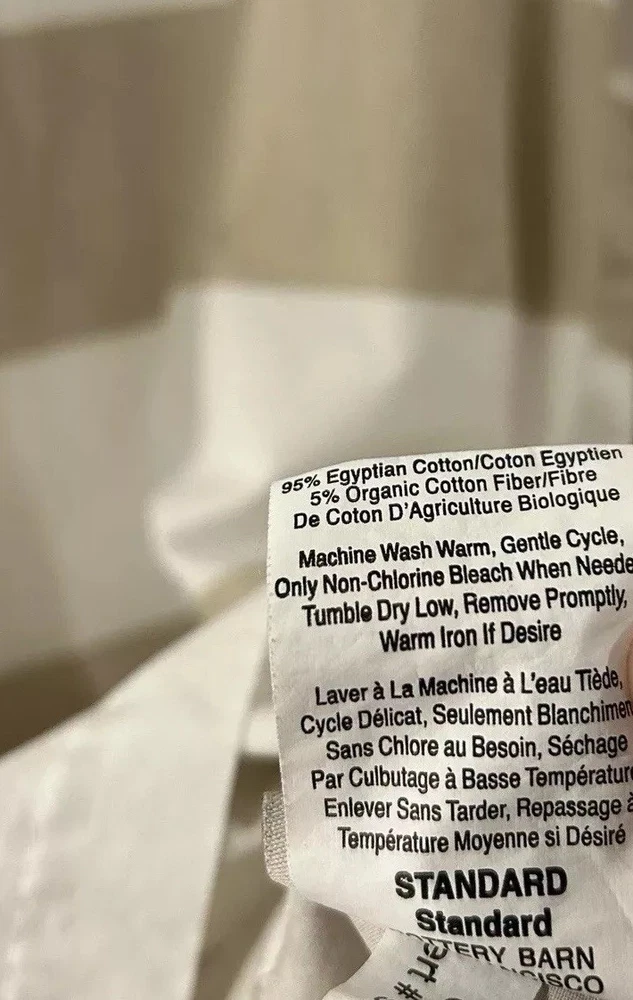 95% Egyptian Cotton/Coton Egyptien
5% Organic Cotton Fiber/Fibre
De Coton D'Agriculture Biologique
Machine Wash Warm, Gentle Cycle,
Only Non-Chlorine Bleach When Neede
Tumble Dry Low, Remove Promptly,
Warm Iron If Desire
Laver à La Machine à L'eau Tiède,
Cycle Délicat, Seulement Blanchimen
Sans Chlore au Besoin, Séchage
Par Culbutage à Basse Températur
Enlever Sans Tarder, Repassage à
Température Moyenne si Désiré
STANDARD
Standard
TERY BARN
CISCO